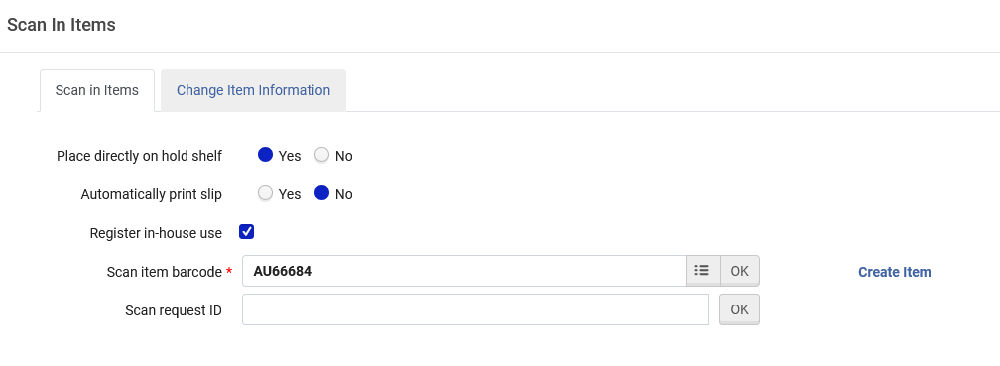 Scan In Items
Scan in Items Change Item Information
Place directly on hold shelf Yes No
Automatically print slip Yes No
Register in-house use
Scan item barcode * AU66684 OK Create Item
Scan request ID OK